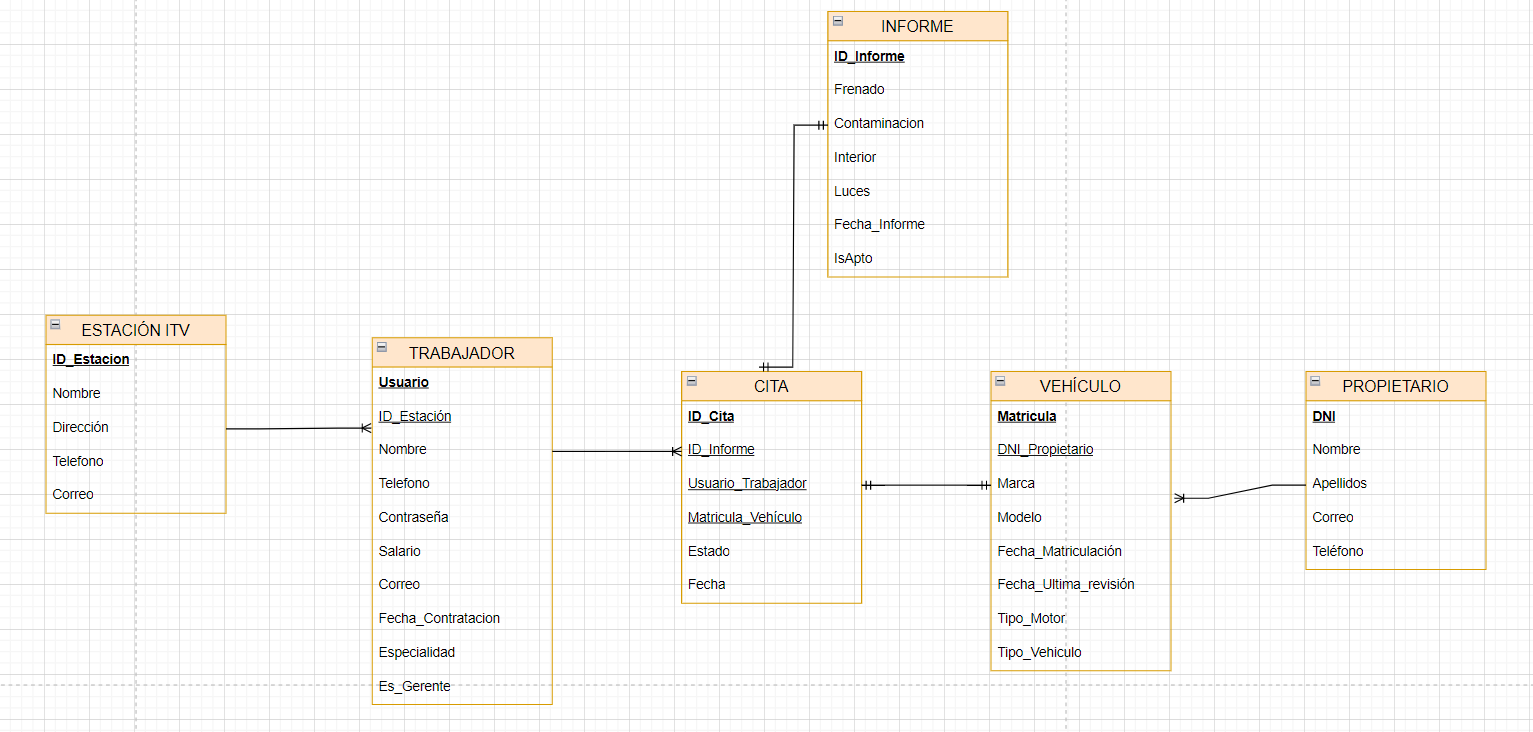 INFORME
ID_Informe
Frenado
Contaminacion
Interior
Luces
Fecha_Informe
IsApto
ESTACIÓN ITV
ID_Estacion
Nombre
Dirección
Telefono
Correo
TRABAJADOR
Usuario
ID_Estación
Nombre
Telefono
Contraseña
Salario
Correo
Fecha_Contratacion
Especialidad
Es_Gerente
CITA
ID_Cita
ID_Informe
Usuario_Trabajador
Matricula_Vehículo
Estado
Fecha
VEHÍCULO
Matricula
DNI_Propietario
Marca
Modelo
Fecha_Matriculación
Fecha_Ultima_revisión
Tipo_Motor
Tipo_Vehiculo
PROPIETARIO
DNI
Nombre
Apellidos
Correo
Teléfono